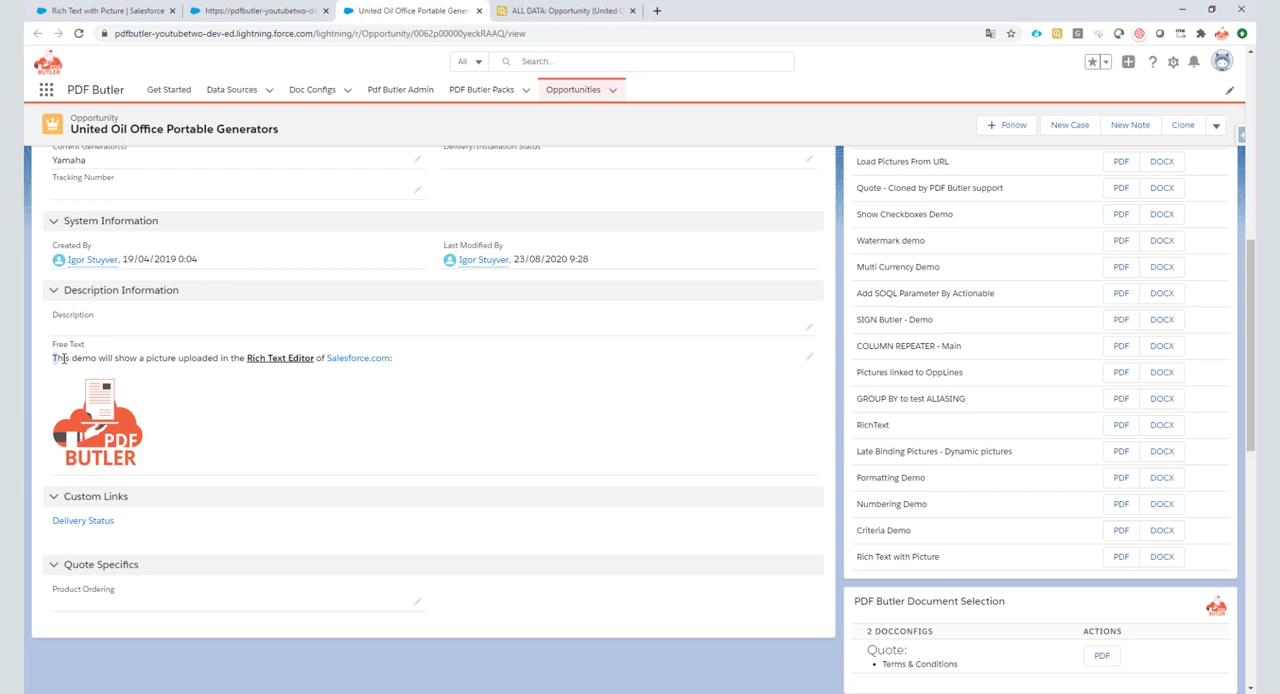 Rich Text with Picture | Salesforce
https://pdfbutler-youtubetwo-de
United Oil Office Portable Genera
ALL DATA: Opportunity (United O
pdfbutler-youtubetwo-dev-ed.lightning.force.com/lightning/r/Opportunity/0062p00000yeckRAAQ/view
All
Search...
PDF Butler
Get Started
Data Sources
Doc Configs
Pdf Butler Admin
PDF Butler Packs
Opportunities
Opportunity
United Oil Office Portable Generators
+ Follow
New Case
New Note
Clone
Current Generator(s)
Delivery/Installation Status
Yamaha
Tracking Number
System Information
Created By
Last Modified By
Igor Stuyver, 19/04/2019 0:04
Igor Stuyver, 23/08/2020 9:28
Description Information
Description
Free Text
This demo will show a picture uploaded in the Rich Text Editor of Salesforce.com:
PDF
BUTLER
Custom Links
Delivery Status
Quote Specifics
Product Ordering
Load Pictures From URL PDF DOCX
Quote - Cloned by PDF Butler support PDF DOCX
Show Checkboxes Demo PDF DOCX
Watermark demo PDF DOCX
Multi Currency Demo PDF DOCX
Add SOQL Parameter By Actionable PDF DOCX
SIGN Butler - Demo PDF DOCX
COLUMN REPEATER - Main PDF DOCX
Pictures linked to OppLines PDF DOCX
GROUP BY to test ALIASING PDF DOCX
RichText PDF DOCX
Late Binding Pictures - Dynamic pictures PDF DOCX
Formatting Demo PDF DOCX
Numbering Demo PDF DOCX
Criteria Demo PDF DOCX
Rich Text with Picture PDF DOCX
PDF Butler Document Selection
2 DOCCONFIGS ACTIONS
Quote:
PDF
• Terms & Conditions